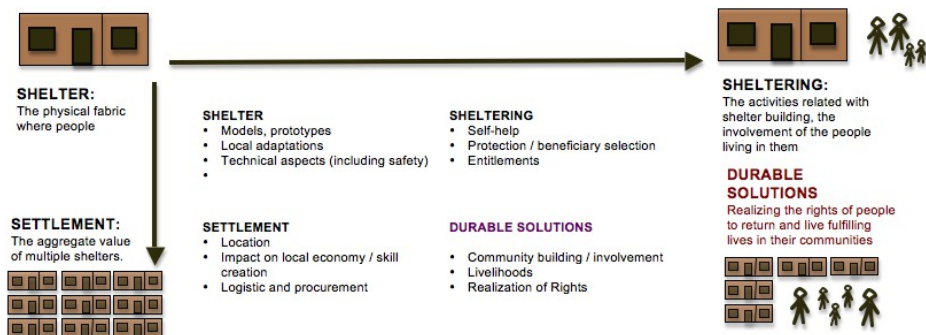 SHELTER:
The physical fabric
where people
SETTLEMENT:
The aggregate value
of multiple shelters.
SHELTER
• Models, prototypes
• Local adaptations
• Technical aspects (including safety)
•
SHELTERING
• Self-help
• Protection / beneficiary selection
• Entitlements
SETTLEMENT
• Location
• Impact on local economy / skill
creation
• Logistic and procurement
DURABLE SOLUTIONS
• Community building / involvement
• Livelihoods
• Realization of Rights
SHELTERING:
The activities related with
shelter building, the
involvement of the people
living in them
DURABLE
SOLUTIONS
Realizing the rights of people
to return and live fulfilling
lives in their communities